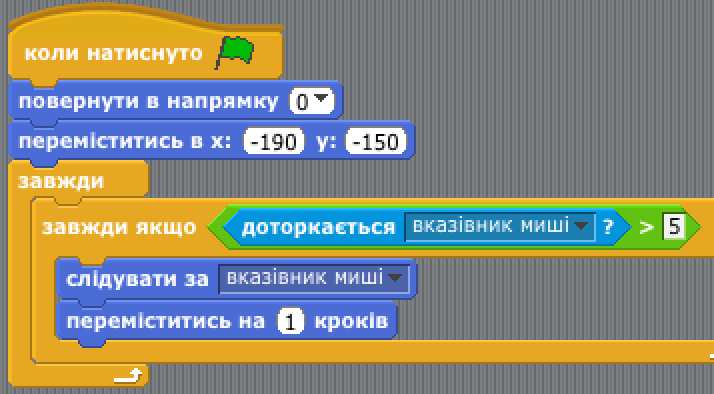 коли натиснуто
повернути в напрямку 0
переміститись в x: -190 y: -150
завжди
завжди якщо доторкається вказівник миші ? > 5
слідувати за вказівник миші
переміститись на 1 кроків